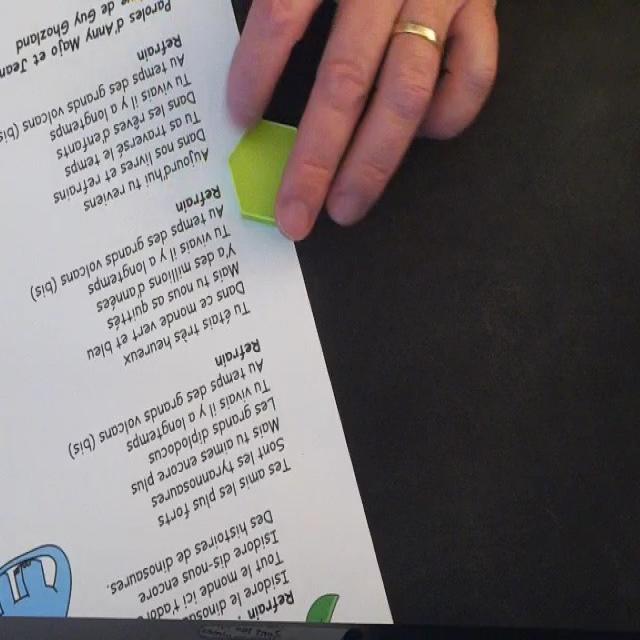 Refrain
Isidore le dinosau
Tout le monde ici t'adore
Isidore dis-nous encore
Des histoires de dinosaures.
Tes amis les plus forts
Sont les tyrannosaures
Mais tu aimes encore plus
Les grands diplodocus
Tu vivais il y a longtemps
Au temps des grands volcans (bis)
Refrain
Tu étais très heureux
Dans ce monde vert et bleu
Mais tu nous as quittés
Y'a des millions d'années
Tu vivais il y a longtemps
Au temps des grands volcans (bis)
Refrain
Aujourd'hui tu reviens
Dans nos livres et refrains
Tu as traversé le temps
Dans les rêves d'enfants
Tu vivais il y a longtemps
Au temps des grands volcans (bis)
Refrain
Paroles d'Anny Majo et Jean
de Guy Ghozland